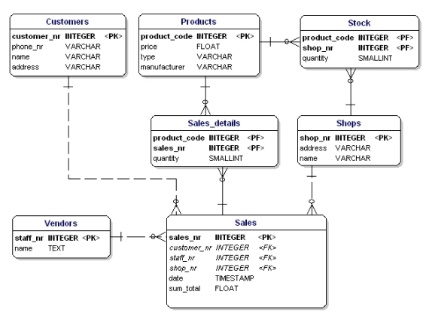 Customers
customer_nr INTEGER <PK>
phone_nr VARCHAR
name VARCHAR
address VARCHAR
Products
product_code INTEGER <PK>
price FLOAT
type VARCHAR
manufacturer VARCHAR
Stock
product_code INTEGER <PF>
shop_nr INTEGER <PF>
quantity SMALLINT
Sales_details
product_code INTEGER <PF>
sales_nr INTEGER <PF>
quantity SMALLINT
Shops
shop_nr INTEGER <PK>
address VARCHAR
name VARCHAR
Vendors
staff_nr INTEGER <PK>
name TEXT
Sales
sales_nr INTEGER <PK>
customer_nr INTEGER <FK>
staff_nr INTEGER <FK>
shop_nr INTEGER <FK>
date TIMESTAMP
sum_total FLOAT